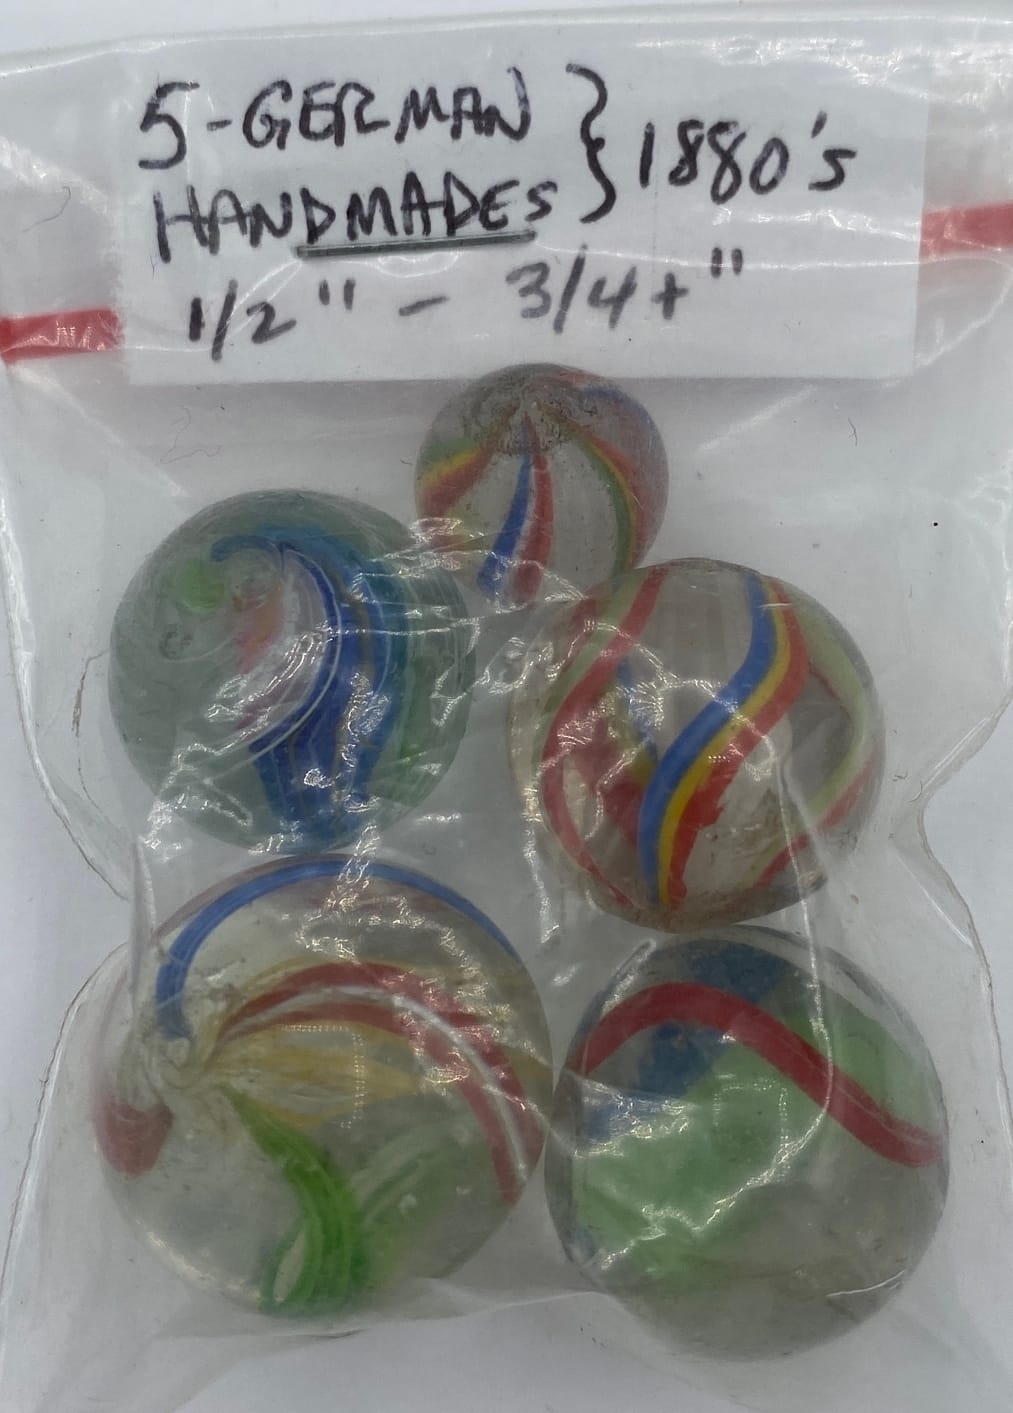 5-GERMAN
HANDMADES } 1880's
1/2" - 3/4+"